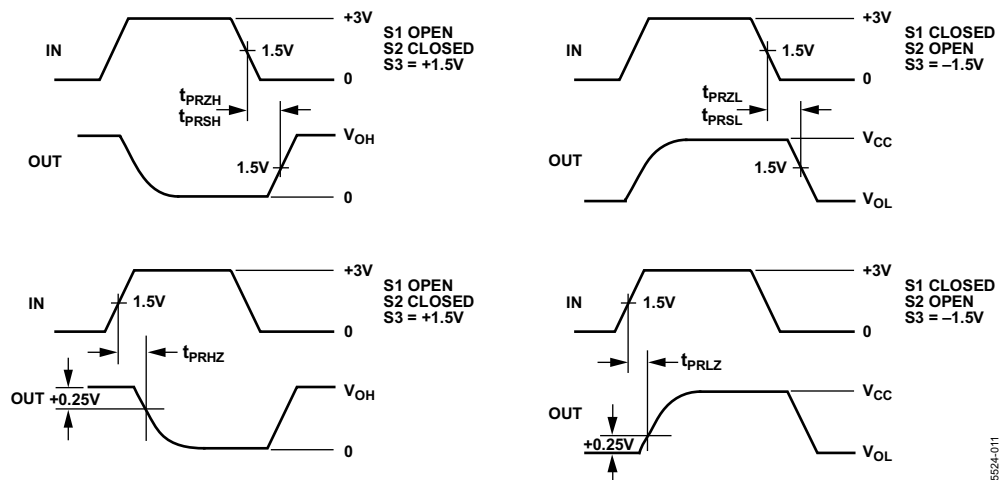 +3V
IN
1.5V
0
S1 OPEN
S2 CLOSED
S3 = +1.5V
tPRZH
tPRSH
OUT
VOH
1.5V
0
+3V
IN
1.5V
0
S1 CLOSED
S2 OPEN
S3 = –1.5V
tPRZL
tPRSL
OUT
VCC
1.5V
VOL
+3V
IN
1.5V
0
S1 OPEN
S2 CLOSED
S3 = +1.5V
tPRHZ
OUT +0.25V
VOH
0
+3V
IN
1.5V
0
S1 CLOSED
S2 OPEN
S3 = –1.5V
tPRLZ
OUT
VCC
+0.25V
VOL
5524-011